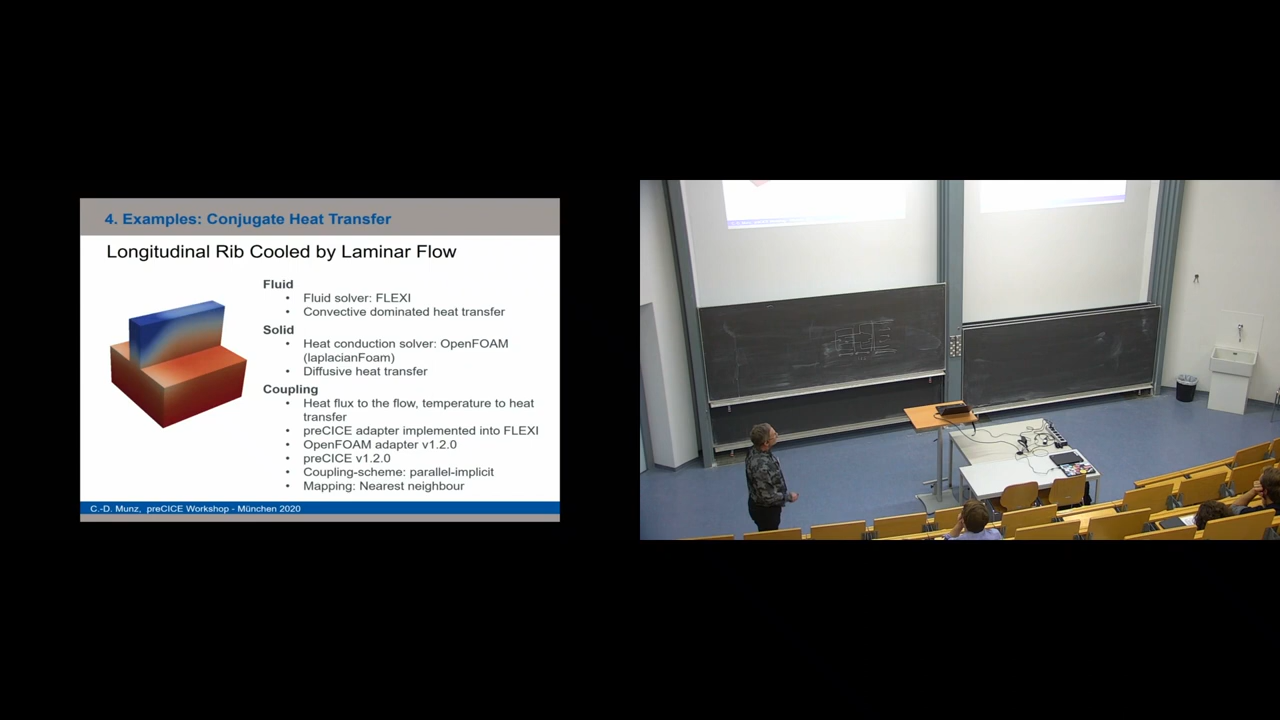 4. Examples: Conjugate Heat Transfer
Longitudinal Rib Cooled by Laminar Flow
Fluid
• Fluid solver: FLEXI
• Convective dominated heat transfer
Solid
• Heat conduction solver: OpenFOAM
(laplacianFoam)
• Diffusive heat transfer
Coupling
• Heat flux to the flow, temperature to heat
transfer
• preCICE adapter implemented into FLEXI
• OpenFOAM adapter v1.2.0
• preCICE v1.2.0
• Coupling-scheme: parallel-implicit
• Mapping: Nearest neighbour
C.-D. Munz, preCICE Workshop - München 2020